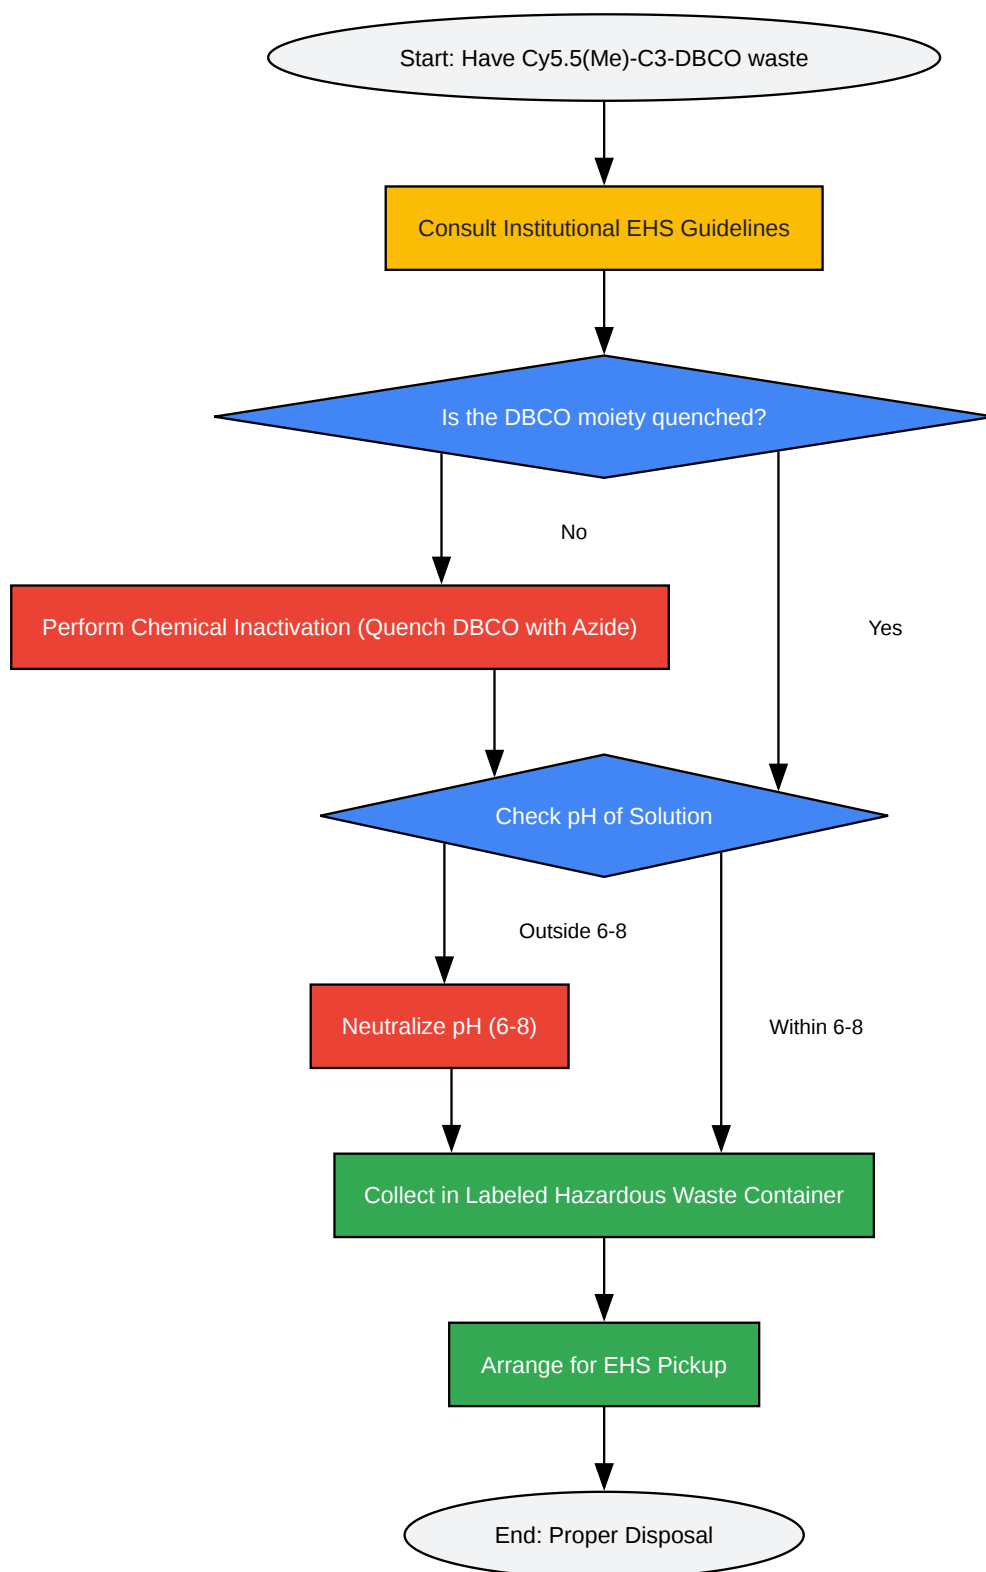 Start: Have Cy5.5(Me)-C3-DBCO waste
Consult Institutional EHS Guidelines
Is the DBCO moiety quenched?
No
Perform Chemical Inactivation (Quench DBCO with Azide)
Yes
Check pH of Solution
Outside 6-8
Neutralize pH (6-8)
Within 6-8
Collect in Labeled Hazardous Waste Container
Arrange for EHS Pickup
End: Proper Disposal